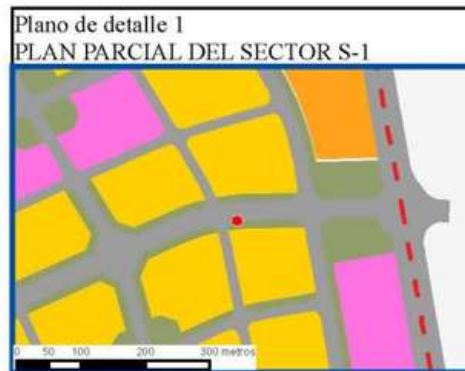 Plano de detalle 1
PLAN PARCIAL DEL SECTOR S-1
0 50 100 200 300 metros